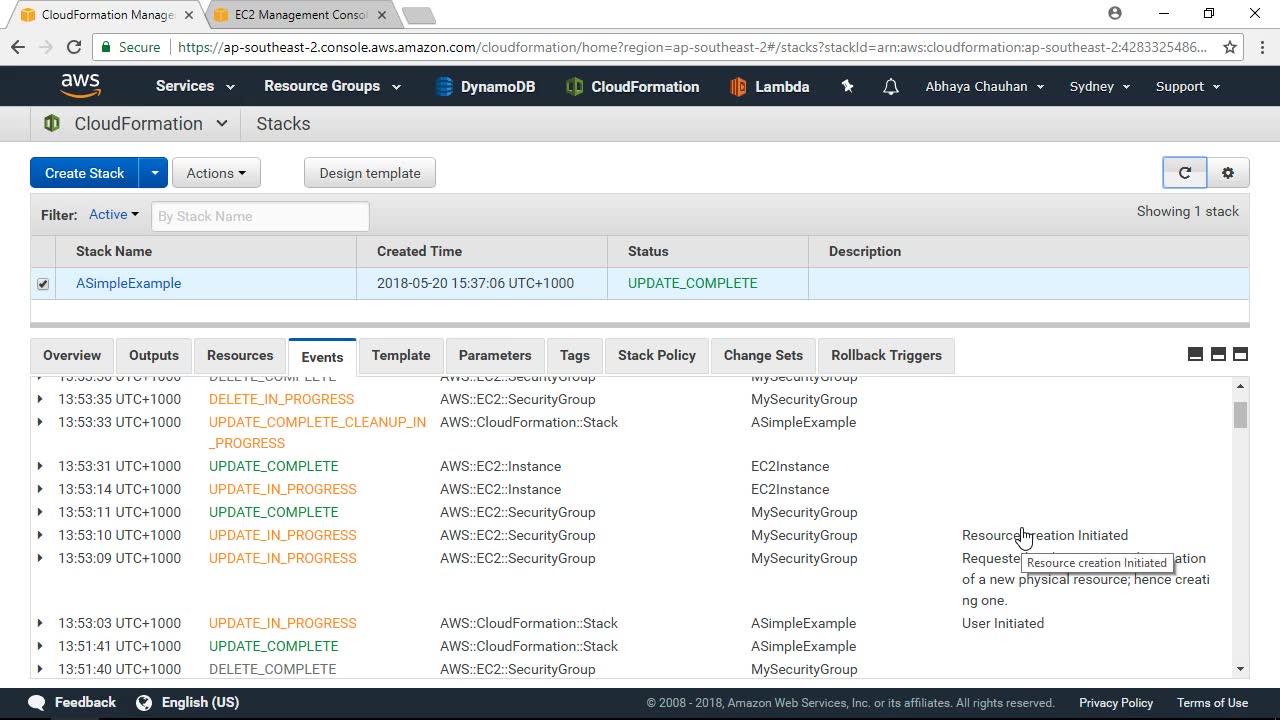 CloudFormation Manage
EC2 Management Consol
Secure https://ap-southeast-2.console.aws.amazon.com/cloudformation/home?region=ap-southeast-2#/stacks?stackId=arn:aws:cloudformation:ap-southeast-2:4283325486...
aws Services Resource Groups DynamoDB CloudFormation Lambda Abhaya Chauhan Sydney Support
CloudFormation Stacks
Create Stack Actions Design template
Filter: Active By Stack Name Showing 1 stack
Stack Name Created Time Status Description
ASimpleExample 2018-05-20 15:37:06 UTC+1000 UPDATE_COMPLETE
Overview Outputs Resources Events Template Parameters Tags Stack Policy Change Sets Rollback Triggers
UTC+1000 DELETE_COMPLETE AWS::EC2::SecurityGroup MySecurityGroup
13:53:35 UTC+1000 DELETE_IN_PROGRESS AWS::EC2::SecurityGroup MySecurityGroup
13:53:33 UTC+1000 UPDATE_COMPLETE_CLEANUP_IN AWS::CloudFormation::Stack ASimpleExample
_PROGRESS
13:53:31 UTC+1000 UPDATE_COMPLETE AWS::EC2::Instance EC2Instance
13:53:14 UTC+1000 UPDATE_IN_PROGRESS AWS::EC2::Instance EC2Instance
13:53:11 UTC+1000 UPDATE_COMPLETE AWS::EC2::SecurityGroup MySecurityGroup
13:53:10 UTC+1000 UPDATE_IN_PROGRESS AWS::EC2::SecurityGroup MySecurityGroup Resource creation Initiated
13:53:09 UTC+1000 UPDATE_IN_PROGRESS AWS::EC2::SecurityGroup MySecurityGroup Requeste ation
Resource creation Initiated
of a new physical resource; hence creati
ng one.
13:53:03 UTC+1000 UPDATE_IN_PROGRESS AWS::CloudFormation::Stack ASimpleExample User Initiated
13:51:41 UTC+1000 UPDATE_COMPLETE AWS::CloudFormation::Stack ASimpleExample
13:51:40 UTC+1000 DELETE_COMPLETE AWS::EC2::SecurityGroup MySecurityGroup
Feedback English (US) © 2008 - 2018, Amazon Web Services, Inc. or its affiliates. All rights reserved. Privacy Policy Terms of Use